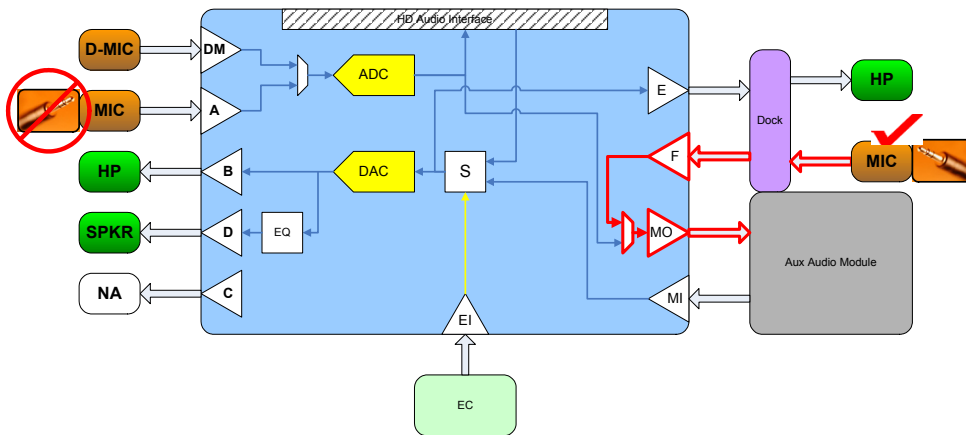 HD Audio Interface
D-MIC
DM
ADC
E
HP
MIC
A
Dock
F
MIC
HP
B
DAC
S
SPKR
D
EQ
MO
Aux Audio Module
NA
C
EI
MI
EC